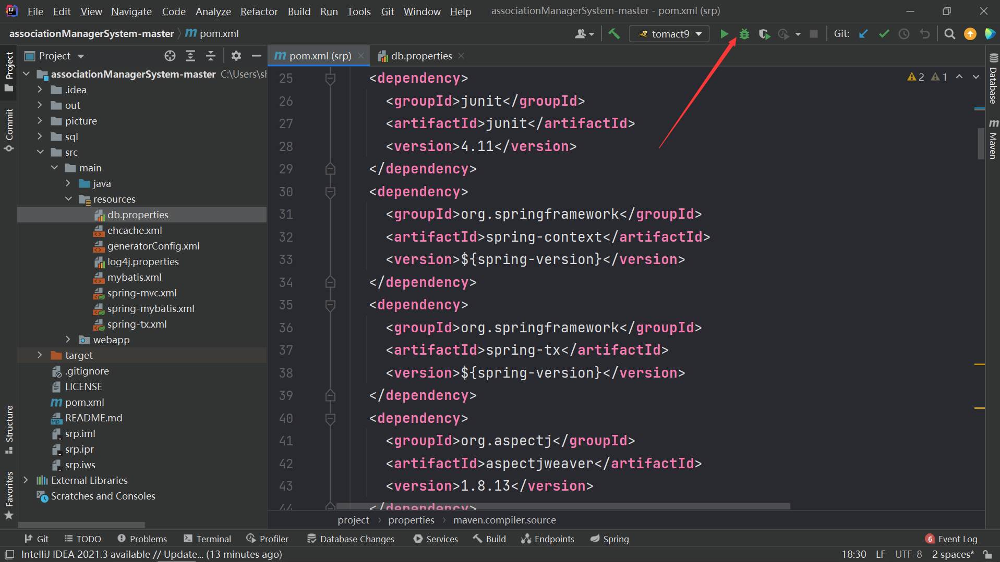 File Edit View Navigate Code Analyze Refactor Build Run Tools Git Window Help associationManagerSystem-master - pom.xml (srp)
associationManagerSystem-master m pom.xml tomact9 Git:
Project
pom.xml (srp) db.properties
associationManagerSystem-master C:\Users\sh
.idea
out
picture
sql
src
main
java
resources
db.properties
ehcache.xml
generatorConfig.xml
log4j.properties
mybatis.xml
spring-mvc.xml
spring-mybatis.xml
spring-tx.xml
webapp
target
.gitignore
LICENSE
pom.xml
README.md
srp.iml
srp.ipr
srp.iws
External Libraries
Scratches and Consoles
Project
Commit
Structure
Favorites
2 1
25 <dependency>
26 <groupId>junit</groupId>
27 <artifactId>junit</artifactId>
28 <version>4.11</version>
29 </dependency>
30 <dependency>
31 <groupId>org.springframework</groupId>
32 <artifactId>spring-context</artifactId>
33 <version>${spring-version}</version>
34 </dependency>
35 <dependency>
36 <groupId>org.springframework</groupId>
37 <artifactId>spring-tx</artifactId>
38 <version>${spring-version}</version>
39 </dependency>
40 <dependency>
41 <groupId>org.aspectj</groupId>
42 <artifactId>aspectjweaver</artifactId>
43 <version>1.8.13</version>
44 </dependency>
Database
Maven
project › properties › maven.compiler.source
Git TODO Problems Terminal Profiler Database Changes Services Build Endpoints Spring 6 Event Log
IntelliJ IDEA 2021.3 available // Update... (13 minutes ago) 18:30 LF UTF-8 2 spaces*